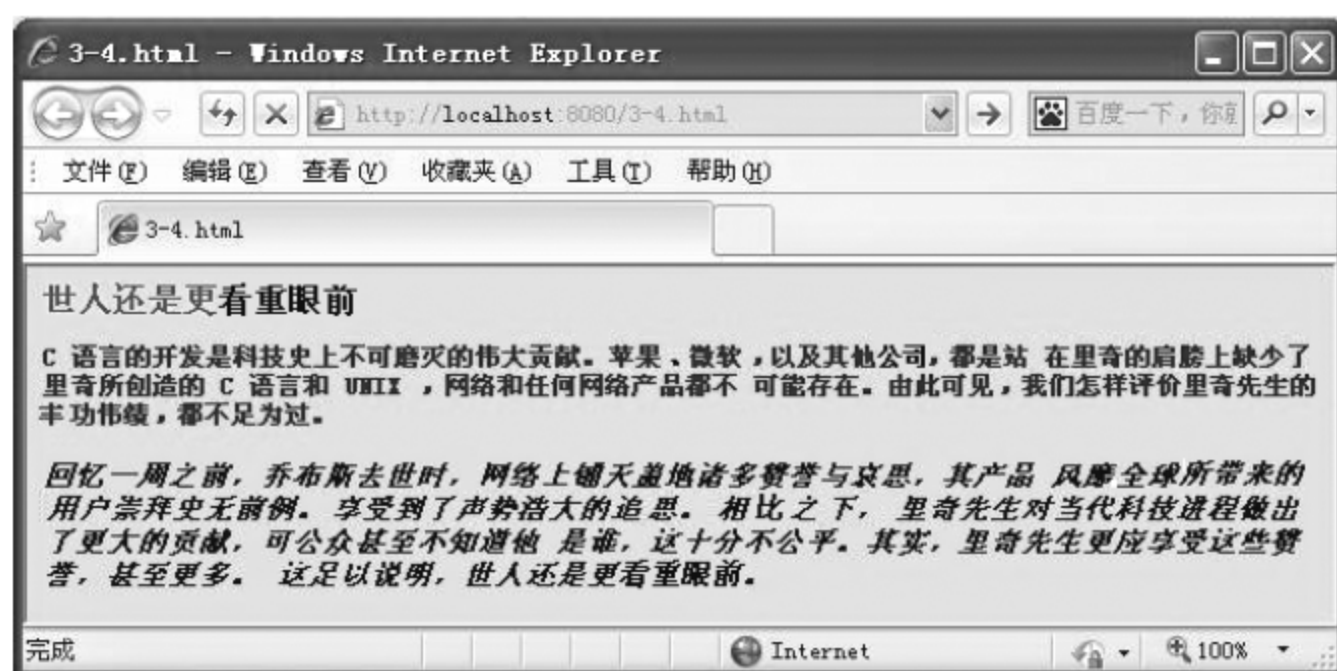 3-4.html - Windows Internet Explorer
http://localhost:8080/3-4.html
百度一下，你
文件(F) 编辑(E) 查看(V) 收藏夹(A) 工具(T) 帮助(H)
3-4.html
世人还是更看重眼前
C 语言的开发是科技史上不可磨灭的伟大贡献。苹果、微软，以及其他公司，都是站 在里奇的肩膀上缺少了
里奇所创造的 C 语言和 UNIX ，网络和任何网络产品都不 可能存在。由此可见，我们怎样评价里奇先生的
丰功伟绩，都不足为过。
回忆一周之前，乔布斯去世时，网络上铺天盖地诸多赞誉与哀思，其产品 风靡全球所带来的
用户崇拜史无前例。享受到了声势浩大的追思。 相比之下， 里奇先生对当代科技进程做出
了更大的贡献，可公众甚至不知道他 是谁，这十分不公平。其实，里奇先生更应享受这些赞
誉，甚至更多。 这足以说明，世人还是更看重眼前。
完成 Internet 100%